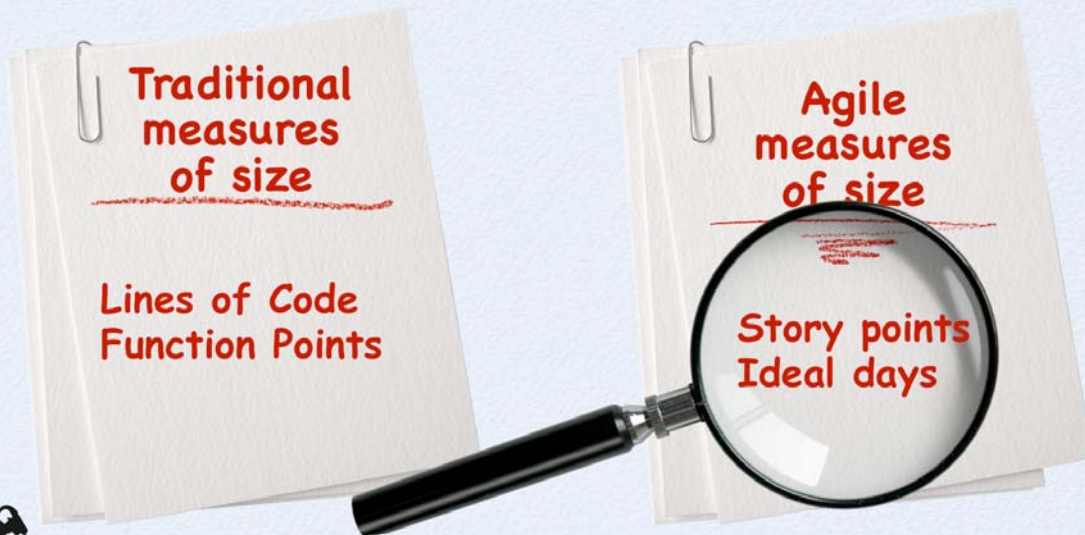 Traditional
measures
of size
Lines of Code
Function Points
Agile
measures
of size
Story points
Ideal days